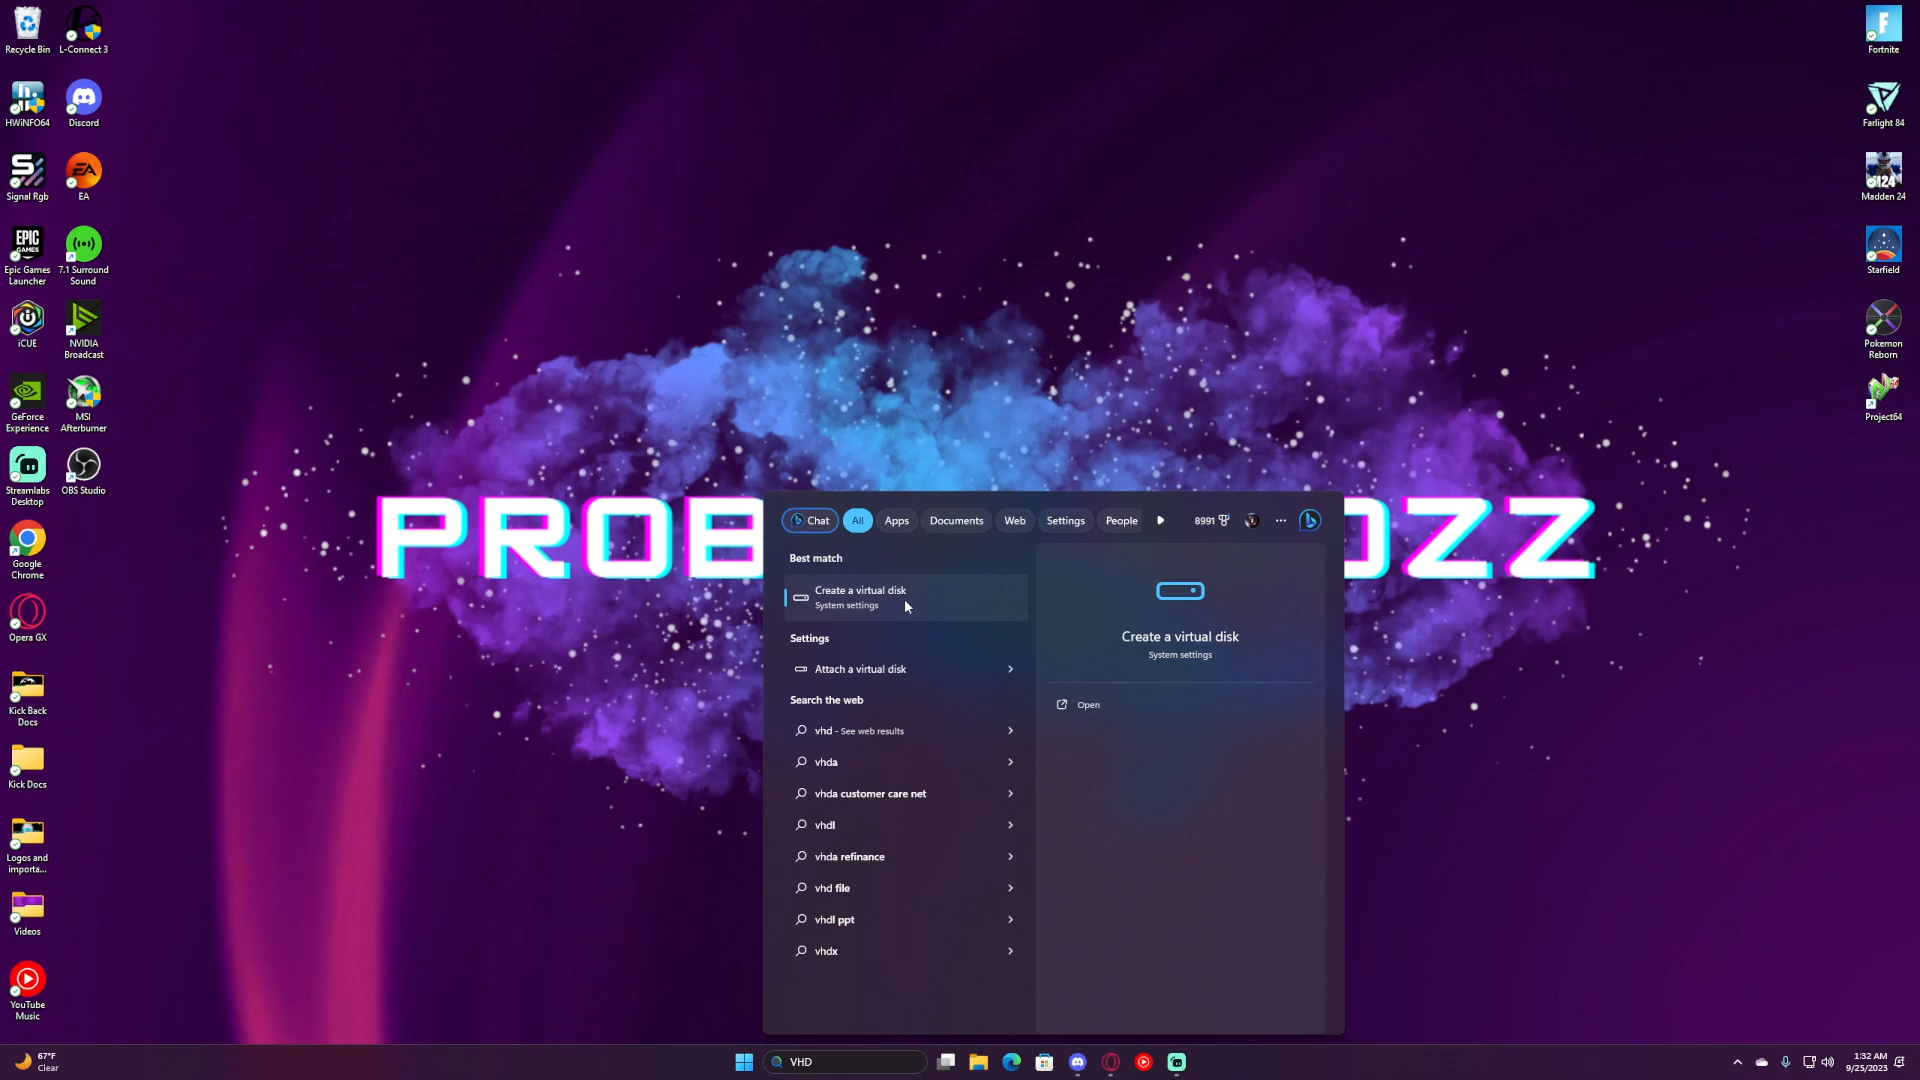 Recycle Bin
L-Connect 3
HWiNFO64
Discord
Signal Rgb
EA
EPIC
GAMES
Epic Games
Launcher
7.1 Surround
Sound
iCUE
NVIDIA
Broadcast
GeForce
Experience
MSI
Afterburner
Streamlabs
Desktop
OBS Studio
Google
Chrome
Opera GX
Kick Back
Docs
Kick Docs
Logos and
importa...
Videos
YouTube
Music
Fortnite
Farlight 84
Madden 24
Starfield
Pokemon
Reborn
Project64
PROB
OZZ
Chat
All
Apps
Documents
Web
Settings
People
8991
Best match
Create a virtual disk
System settings
Settings
Attach a virtual disk
Search the web
vhd - See web results
vhda
vhda customer care net
vhdl
vhda refinance
vhd file
vhdl ppt
vhdx
Create a virtual disk
System settings
Open
67°F
Clear
VHD
1:32 AM
9/25/2023